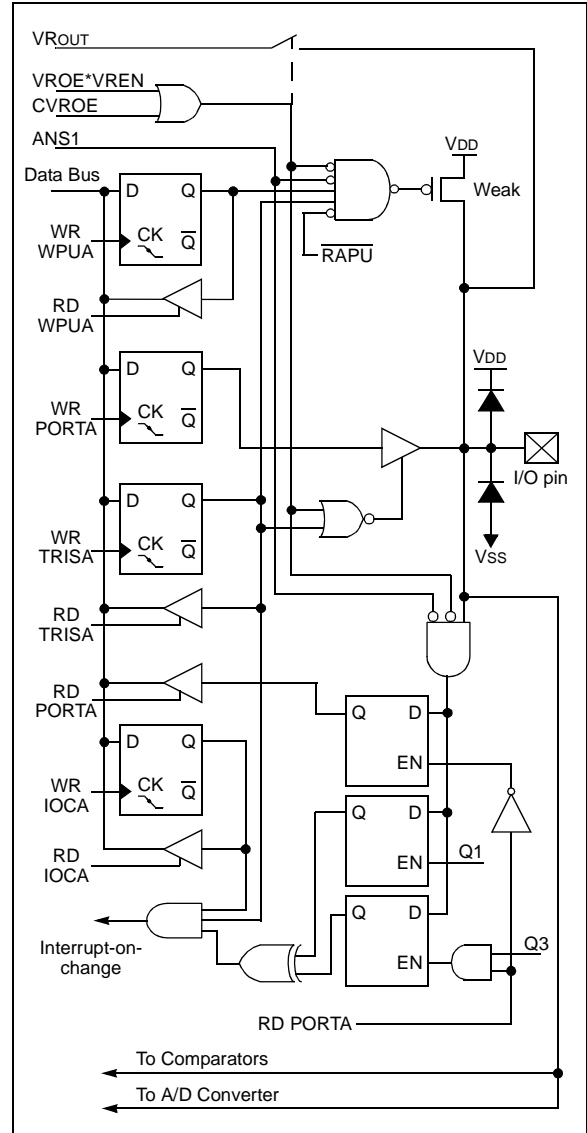 VROUT
VROE*VREN
CVROE
ANS1
VDD
Data Bus
D Q
Weak
WR
WPUA
CK Q
RAPU
RD
WPUA
D Q
VDD
WR
PORTA
CK Q
I/O pin
D Q
WR
TRISA
CK Q
VSS
RD
TRISA
RD
PORTA
Q D
EN
D Q
WR
IOCA
CK Q
Q D
EN
Q1
RD
IOCA
Q D
EN
Q3
Interrupt-on-
change
RD PORTA
To Comparators
To A/D Converter